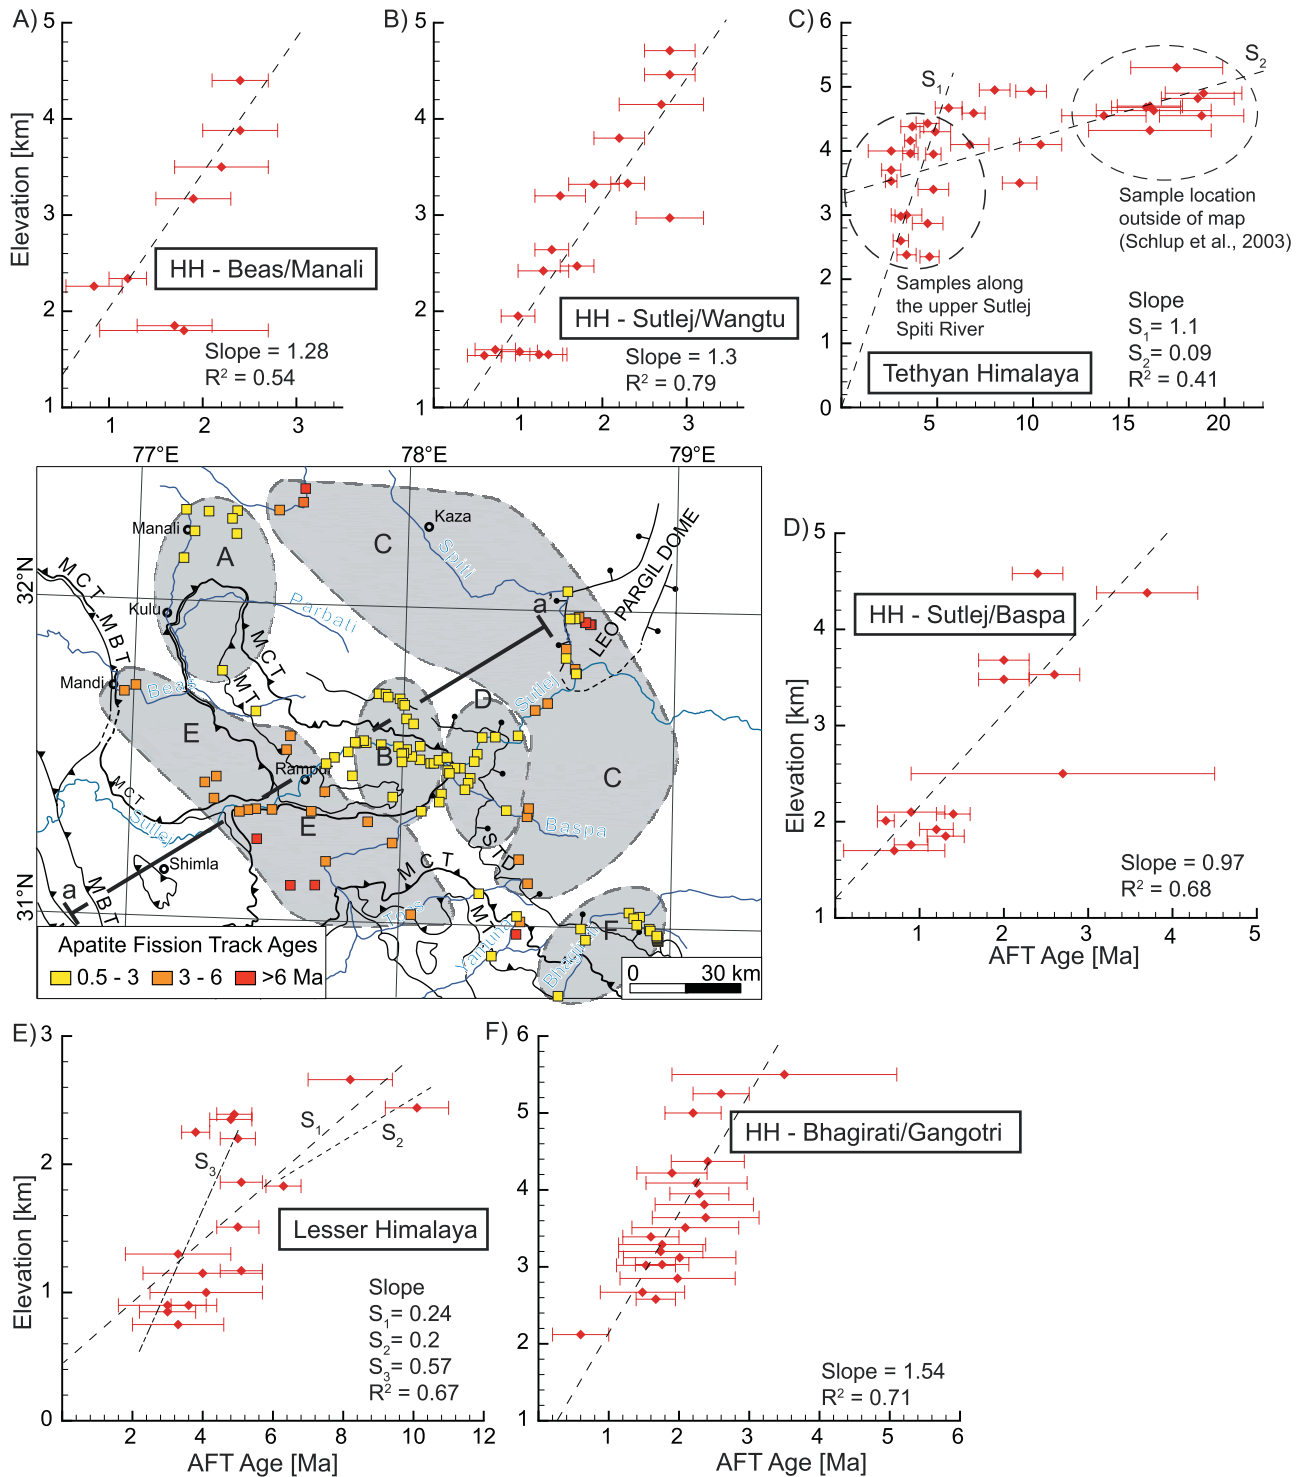 A)
5
4
3
2
1
Elevation [km]
HH - Beas/Manali
Slope = 1.28
R² = 0.54
1
2
3
B)
5
4
3
2
1
HH - Sutlej/Wangtu
Slope = 1.3
R² = 0.79
1
2
3
C)
6
5
4
3
2
1
0
S1
S2
Sample location
outside of map
(Schlup et al., 2003)
Samples along
the upper Sutlej
Spiti River
Slope
S1= 1.1
S2= 0.09
R² = 0.41
Tethyan Himalaya
5
10
15
20
77°E
78°E
79°E
32°N
31°N
Manali
Kaza
A
C
Spiti
MCT
MBT
Kulu
Parbati
a'
LEO PARGIL DOME
MCT
MT
Mandi
Beas
Sutlej
D
E
B
C
Rampur
MCT
Sutlej
E
Baspa
Shimla
STD
MCT
a
MBT
Tons
MT
Yamuna
F
Bhagirati
Apatite Fission Track Ages
0.5 - 3
3 - 6
>6 Ma
0
30 km
D)
5
4
3
2
1
Elevation [km]
HH - Sutlej/Baspa
Slope = 0.97
R² = 0.68
1
2
3
4
5
AFT Age [Ma]
E)
3
2
1
0
Elevation [km]
S1
S2
S3
Lesser Himalaya
Slope
S1= 0.24
S2= 0.2
S3= 0.57
R² = 0.67
2
4
6
8
10
12
AFT Age [Ma]
F)
6
5
4
3
2
1
HH - Bhagirati/Gangotri
Slope = 1.54
R² = 0.71
1
2
3
4
5
6
AFT Age [Ma]